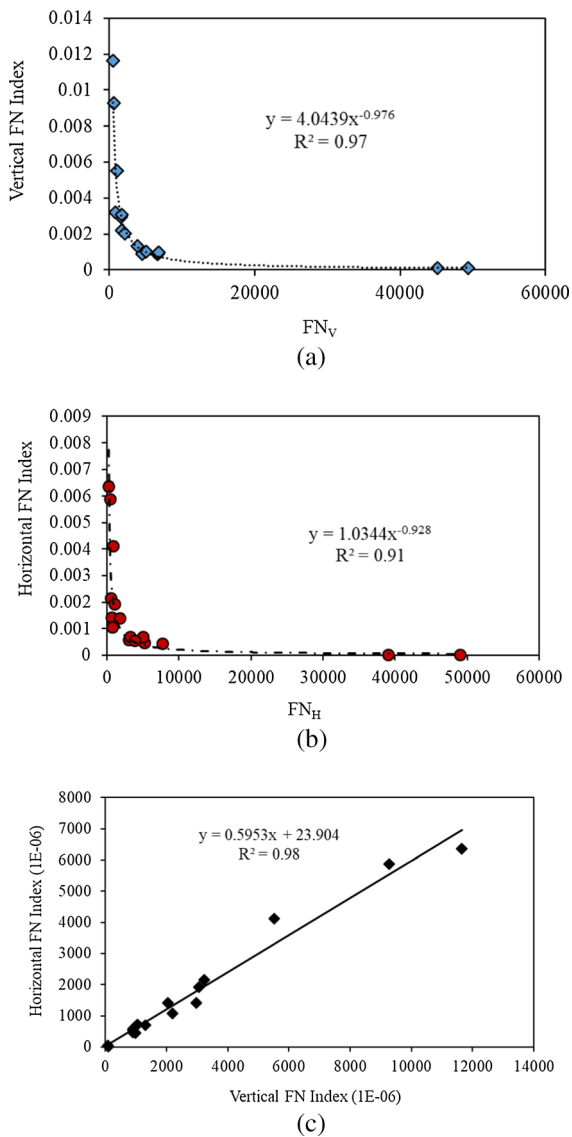 0.014
0.012
0.01
0.008
0.006
0.004
0.002
0
Vertical FN Index
y = 4.0439x^-0.976
R² = 0.97
0 20000 40000 60000
FN_V
(a)
0.009
0.008
0.007
0.006
0.005
0.004
0.003
0.002
0.001
0
Horizontal FN Index
y = 1.0344x^-0.928
R² = 0.91
0 10000 20000 30000 40000 50000 60000
FN_H
(b)
8000
7000
6000
5000
4000
3000
2000
1000
0
Horizontal FN Index (1E-06)
y = 0.5953x + 23.904
R² = 0.98
0 2000 4000 6000 8000 10000 12000 14000
Vertical FN Index (1E-06)
(c)